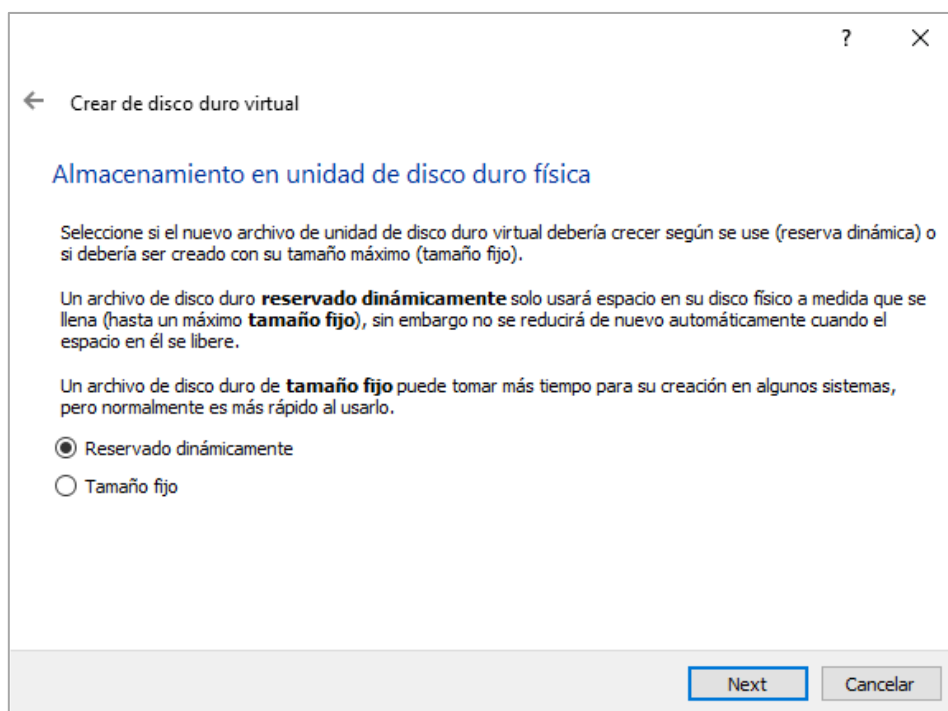 ?
Crear de disco duro virtual
Almacenamiento en unidad de disco duro física
Seleccione si el nuevo archivo de unidad de disco duro virtual debería crecer según se use (reserva dinámica) o
si debería ser creado con su tamaño máximo (tamaño fijo).
Un archivo de disco duro reservado dinámicamente solo usará espacio en su disco físico a medida que se
llena (hasta un máximo tamaño fijo), sin embargo no se reducirá de nuevo automáticamente cuando el
espacio en él se libere.
Un archivo de disco duro de tamaño fijo puede tomar más tiempo para su creación en algunos sistemas,
pero normalmente es más rápido al usarlo.
Reservado dinámicamente
Tamaño fijo
Next Cancelar